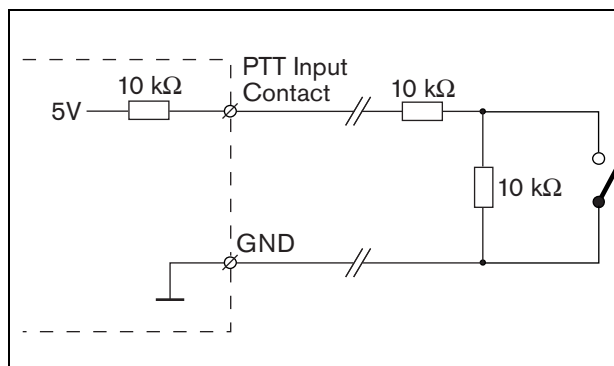 PTT Input
Contact
10 kΩ
10 kΩ
5V
10 kΩ
GND